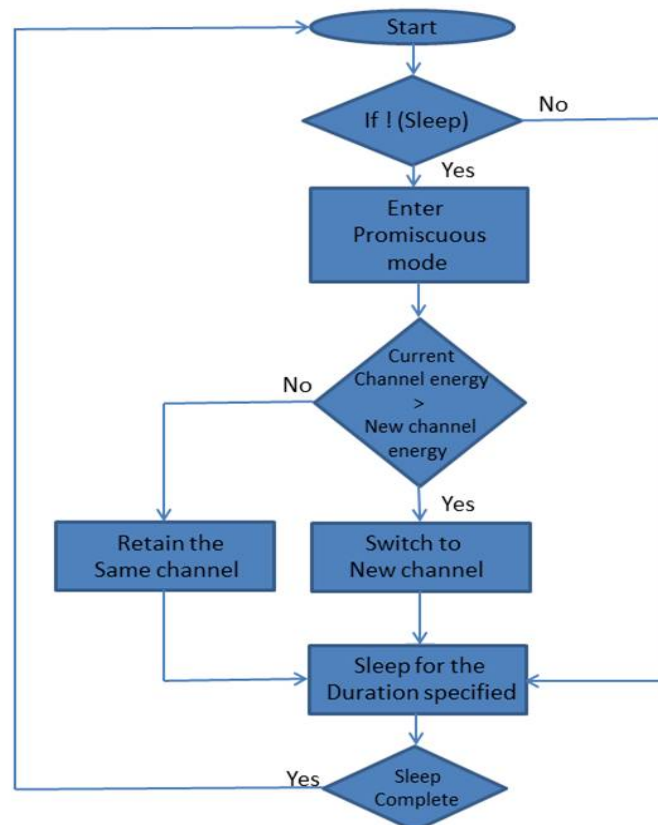 Start
If ! (Sleep)
No
Yes
Enter
Promiscuous
mode
Current
Channel energy
>
New channel
energy
No
Yes
Retain the
Same channel
Switch to
New channel
Sleep for the
Duration specified
Sleep
Complete
Yes